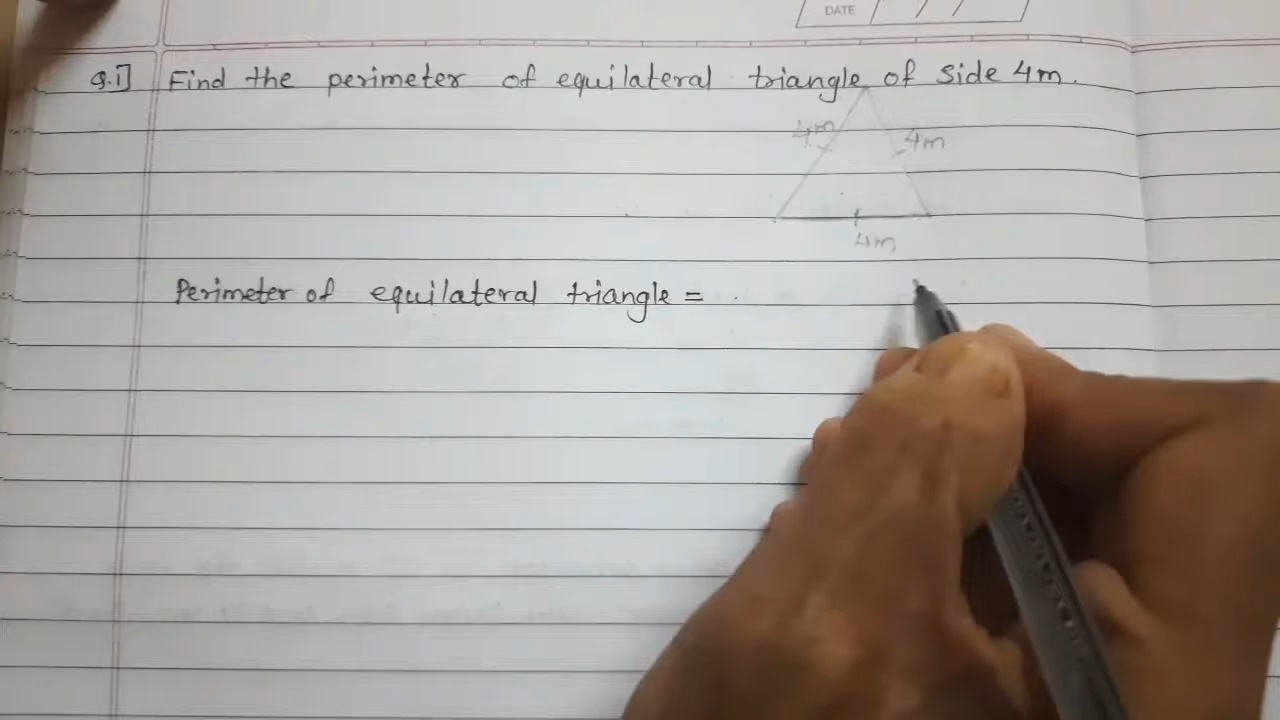 DATE
Q.1] Find the perimeter of equilateral triangle of side 4m.
4m 4m
4m
Perimeter of equilateral triangle =